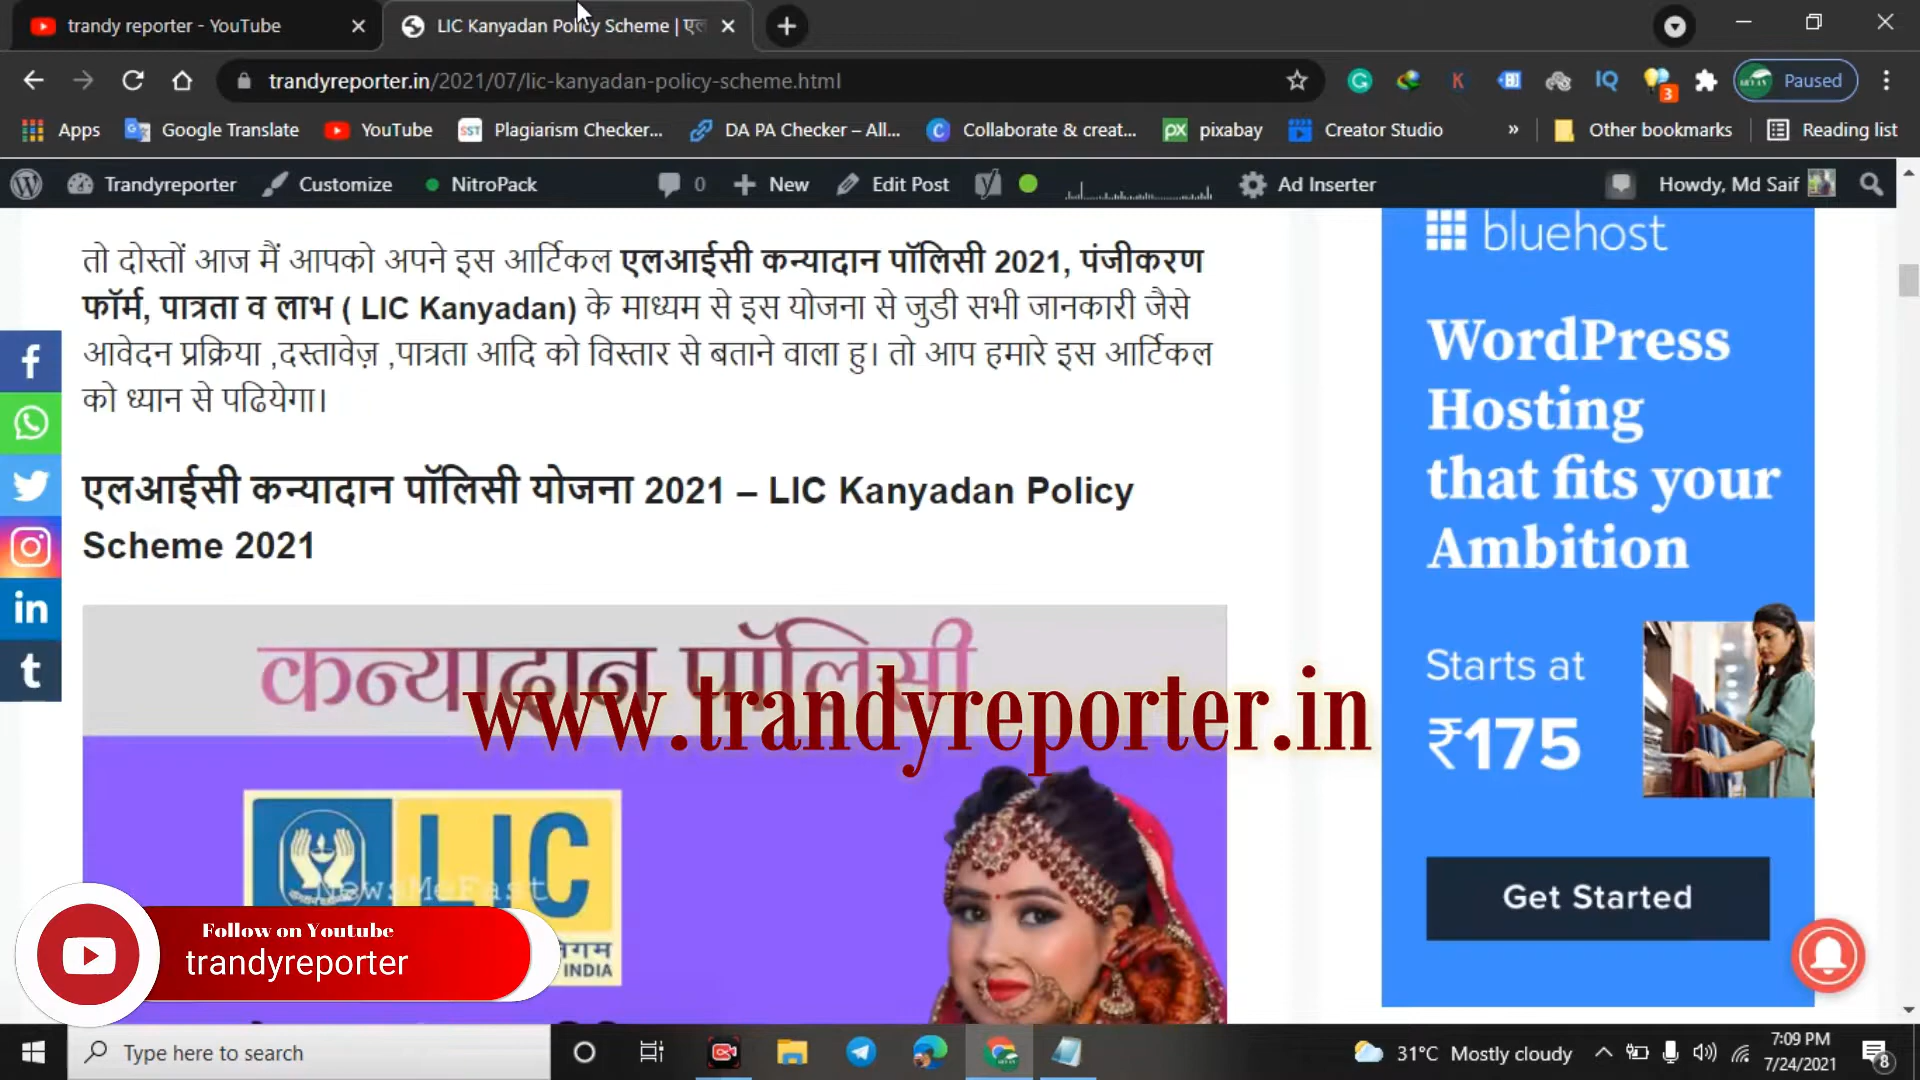 trandy reporter - YouTube
LIC Kanyadan Policy Scheme | एल
trandyreporter.in/2021/07/lic-kanyadan-policy-scheme.html
Paused
3
Apps
Google Translate
YouTube
Plagiarism Checker...
DA PA Checker – All...
Collaborate & creat...
pixabay
Creator Studio
»
Other bookmarks
Reading list
Trandyreporter
Customize
NitroPack
0
New
Edit Post
Ad Inserter
Howdy, Md Saif
तो दोस्तों आज मैं आपको अपने इस आर्टिकल एलआईसी कन्यादान पॉलिसी 2021, पंजीकरण
फॉर्म, पात्रता व लाभ ( LIC Kanyadan) के माध्यम से इस योजना से जुडी सभी जानकारी जैसे
आवेदन प्रक्रिया ,दस्तावेज़ ,पात्रता आदि को विस्तार से बताने वाला हु। तो आप हमारे इस आर्टिकल
को ध्यान से पढियेगा।
एलआईसी कन्यादान पॉलिसी योजना 2021 – LIC Kanyadan Policy
Scheme 2021
कन्यादान पॉलिसी
www.trandyreporter.in
LIC
NewsMeFast
INDIA
Follow on Youtube
trandyreporter
bluehost
WordPress
Hosting
that fits your
Ambition
Starts at
₹175
Get Started
Type here to search
31°C Mostly cloudy
7:09 PM
7/24/2021
8